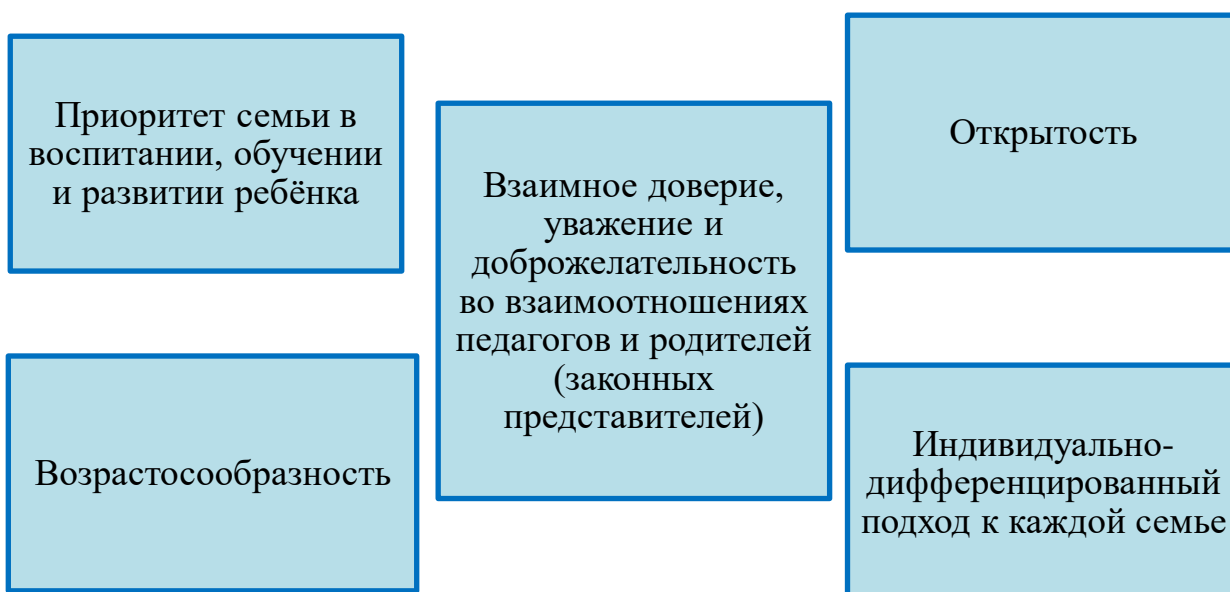 Приоритет семьи в
воспитании, обучении
и развитии ребёнка
Взаимное доверие,
уважение и
доброжелательность
во взаимоотношениях
педагогов и родителей
(законных
представителей)
Открытость
Возрастосообразность
Индивидуально-
дифференцированный
подход к каждой семье